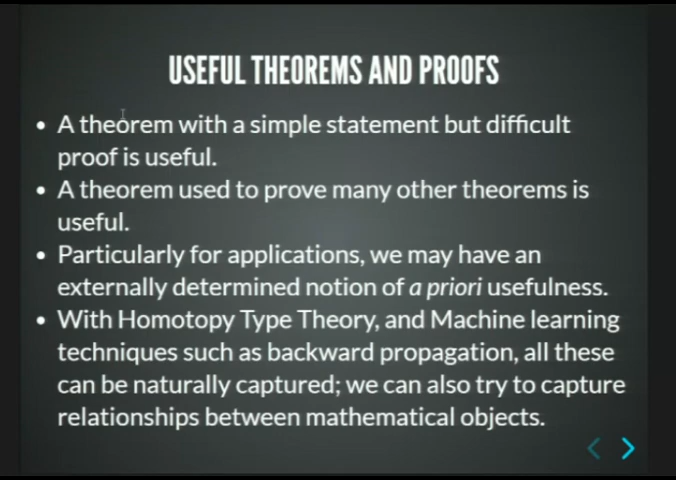 USEFUL THEOREMS AND PROOFS
• A theorem with a simple statement but difficult
proof is useful.
• A theorem used to prove many other theorems is
useful.
• Particularly for applications, we may have an
externally determined notion of a priori usefulness.
• With Homotopy Type Theory, and Machine learning
techniques such as backward propagation, all these
can be naturally captured; we can also try to capture
relationships between mathematical objects.